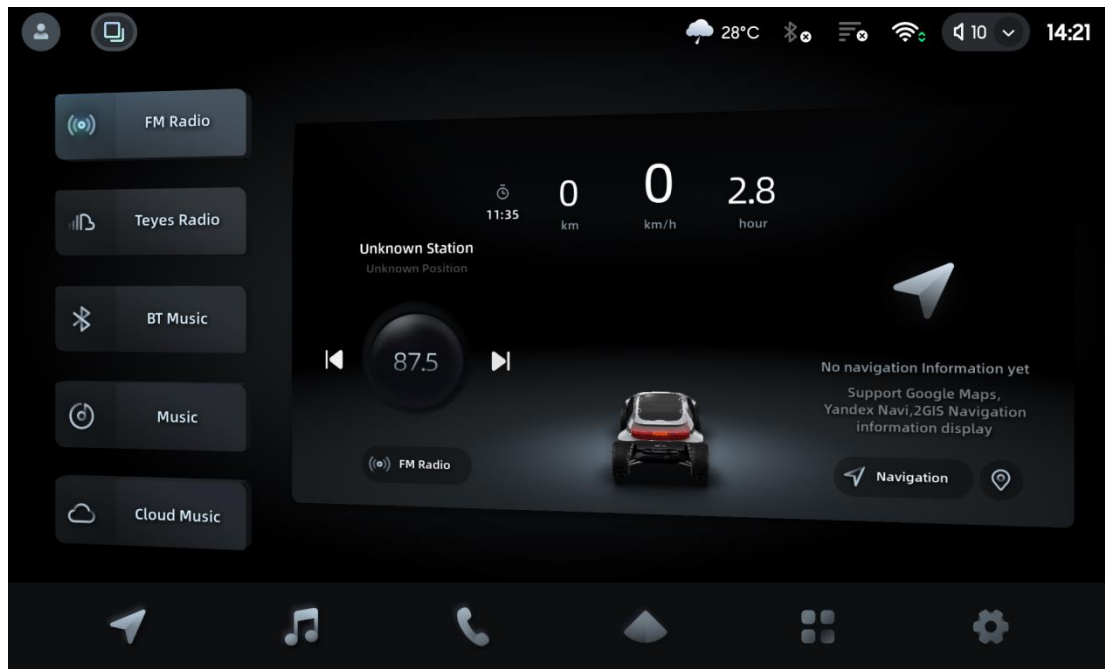 28°C
10
14:21
FM Radio
Teyes Radio
BT Music
Music
Cloud Music
11:35
0
km
0
km/h
2.8
hour
Unknown Station
Unknown Position
87.5
FM Radio
No navigation Information yet
Support Google Maps,
Yandex Navi,2GIS Navigation
information display
Navigation